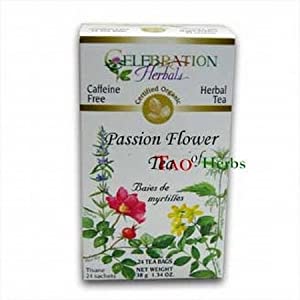 CELEBRATION
Herbals
Caffeine
Free
Certified Organic
Herbal
Tea
Passion Flower
Tea
TAO of Herbs
Baies de
myrtilles
24 TEA BAGS
NET WEIGHT
38 g 1.34 OZ.
Tisane
24 sachets